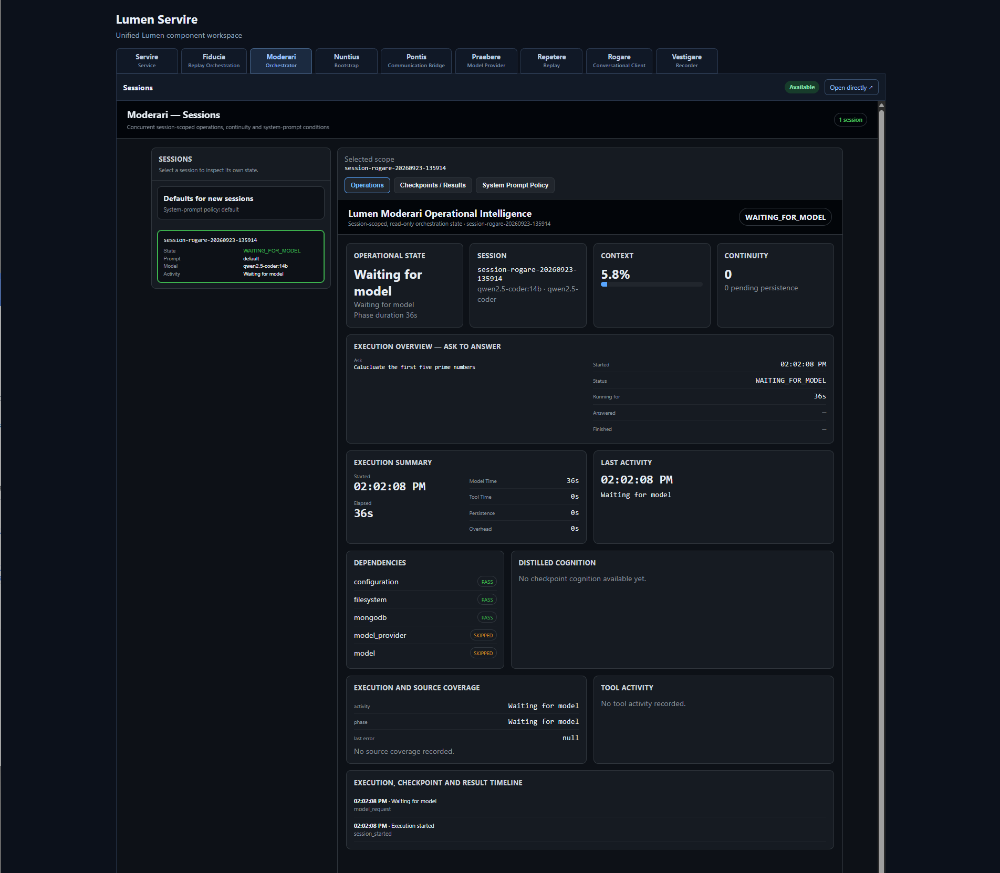 Lumen Servire
Unified Lumen component workspace
Servire
Service
Fiducia
Replay Orchestration
Moderari
Orchestrator
Nuntius
Bootstrap
Pontis
Communication Bridge
Praebere
Model Provider
Repetere
Replay
Rogare
Conversational Client
Vestigare
Recorder
Sessions
Available
Open directly ↗
Moderari — Sessions
Concurrent session-scoped operations, continuity and system-prompt conditions
1 session
SESSIONS
Select a session to inspect its own state.
Defaults for new sessions
System-prompt policy: default
session-rogare-20260923-135914
State WAITING_FOR_MODEL
Prompt default
Model qwen2.5-coder:14b
Activity Waiting for model
Selected scope
session-rogare-20260923-135914
Operations
Checkpoints / Results
System Prompt Policy
Lumen Moderari Operational Intelligence
Session-scoped, read-only orchestration state · session-rogare-20260923-135914
WAITING_FOR_MODEL
OPERATIONAL STATE
Waiting for
model
Waiting for model
Phase duration 36s
SESSION
session-rogare-20260923-
135914
qwen2.5-coder:14b · qwen2.5-
coder
CONTEXT
5.8%
CONTINUITY
0
0 pending persistence
EXECUTION OVERVIEW — ASK TO ANSWER
Ask
Calucluate the first five prime numbers
Started 02:02:08 PM
Status WAITING_FOR_MODEL
Running for 36s
Answered —
Finished —
EXECUTION SUMMARY
Started
02:02:08 PM
Elapsed
36s
Model Time 36s
Tool Time 0s
Persistence 0s
Overhead 0s
LAST ACTIVITY
02:02:08 PM
Waiting for model
DEPENDENCIES
configuration PASS
filesystem PASS
mongodb PASS
model_provider SKIPPED
model SKIPPED
DISTILLED COGNITION
No checkpoint cognition available yet.
EXECUTION AND SOURCE COVERAGE
activity Waiting for model
phase Waiting for model
last error null
No source coverage recorded.
TOOL ACTIVITY
No tool activity recorded.
EXECUTION, CHECKPOINT AND RESULT TIMELINE
02:02:08 PM · Waiting for model
model_request
02:02:08 PM · Execution started
session_started